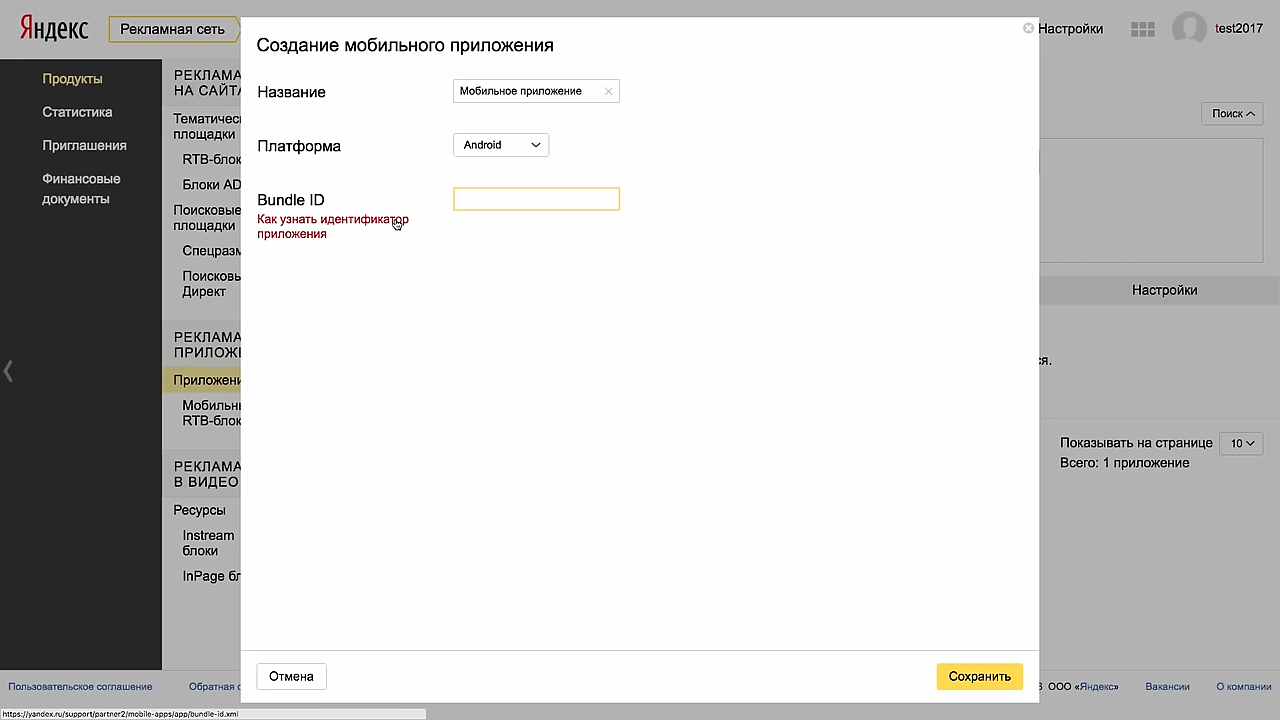 Яндекс
Рекламная сеть
Настройки
test2017
Продукты
Статистика
Приглашения
Финансовые
документы
РЕКЛАМА
НА САЙТА
Тематическ
площадки
RTB-блок
Блоки AD
Поисковые
площадки
Спецразм
Поисковь
Директ
РЕКЛАМА
ПРИЛОЖЕ
Приложени
Мобильнь
RTB-блок
РЕКЛАМА
В ВИДЕО
Ресурсы
Instream
блоки
InPage бл
Создание мобильного приложения
Название
Мобильное приложение
Платформа
Android
Bundle ID
Как узнать идентификатор
приложения
Отмена
Сохранить
Поиск
Настройки
ся.
Показывать на странице
10
Всего: 1 приложение
Пользовательское соглашение
Обратная с
6 ООО «Яндекс»
Вакансии
О компании
https://yandex.ru/support/partner2/mobile-apps/app/bundle-id.xml